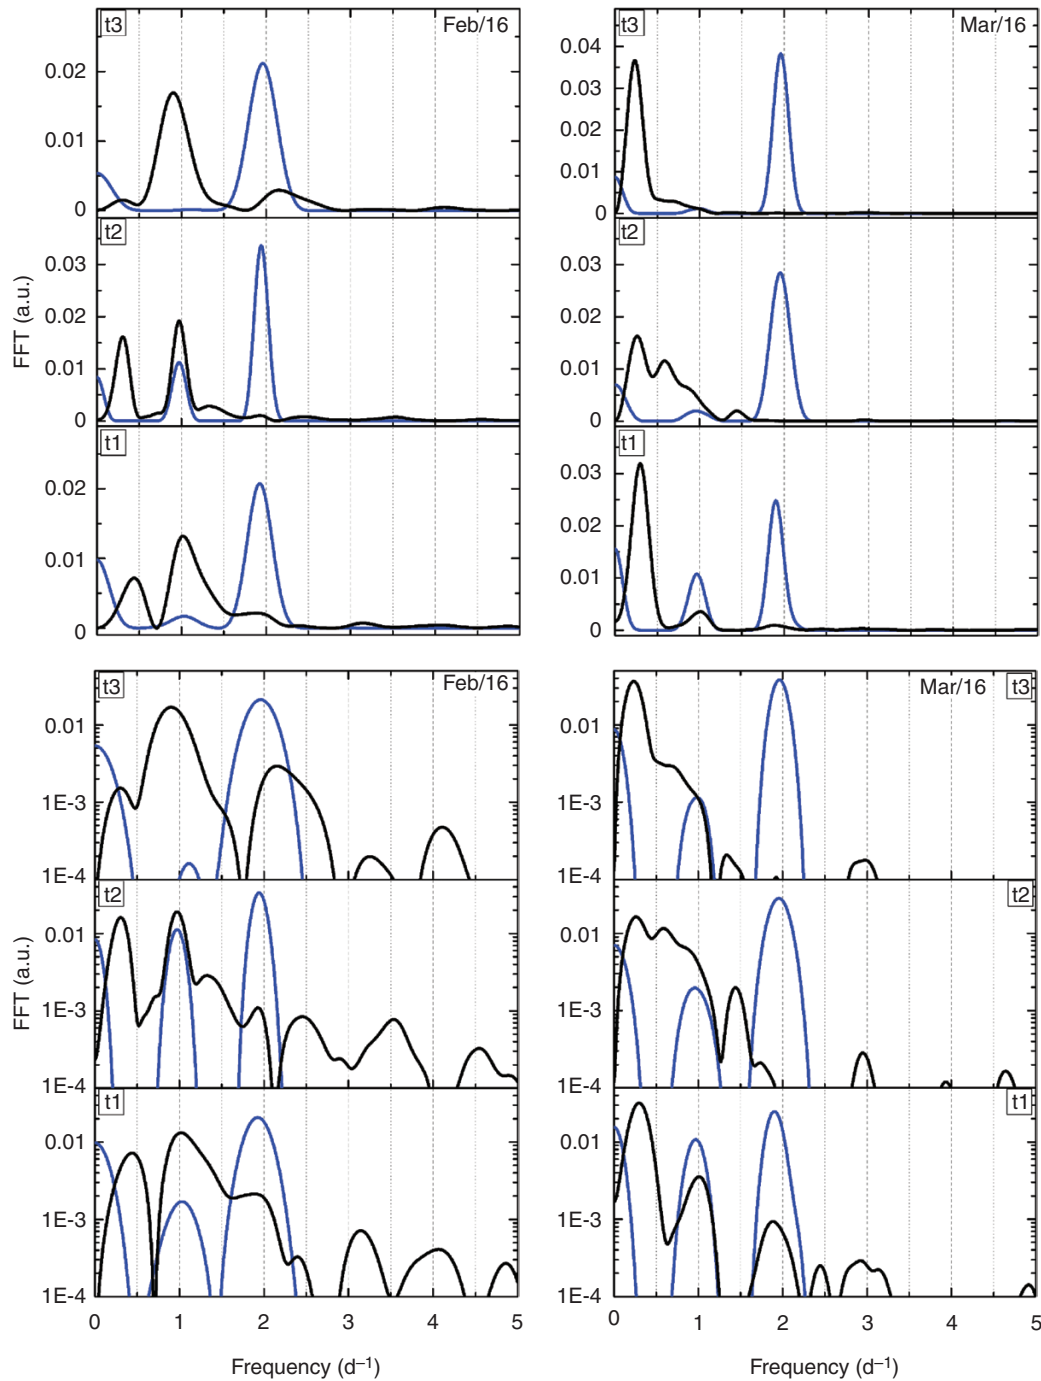 t3 Feb/16
0.02
0.01
0
t2
0.03
0.02
0.01
0
t1
0.02
0.01
0
FFT (a.u.)
t3 Mar/16
0.04
0.03
0.02
0.01
0
t2
0.03
0.02
0.01
0
t1
0.03
0.02
0.01
0
t3 Feb/16
0.01
1E-3
1E-4
t2
0.01
1E-3
1E-4
t1
0.01
1E-3
1E-4
0 1 2 3 4 5
FFT (a.u.)
Frequency (d–1)
Mar/16 t3
0.01
1E-3
1E-4
t2
0.01
1E-3
1E-4
t1
0.01
1E-3
1E-4
0 1 2 3 4 5
Frequency (d–1)